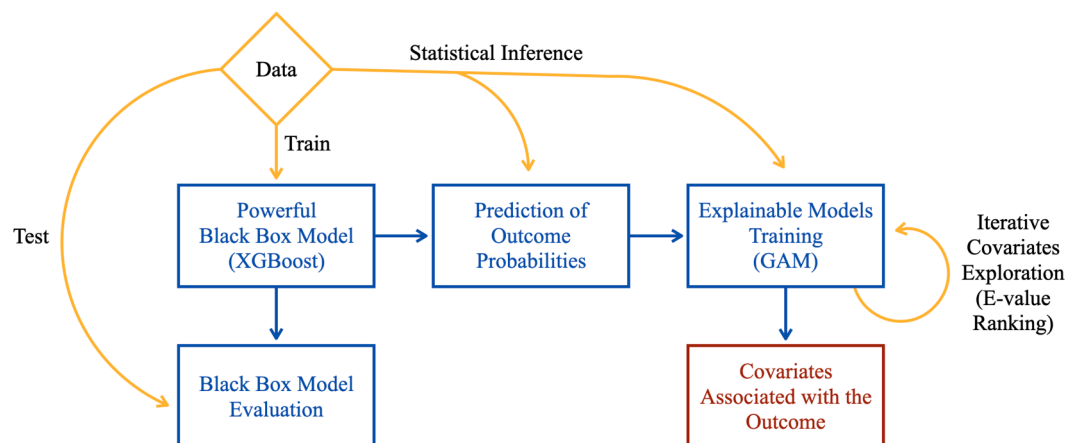 Statistical Inference
Data
Train
Test
Powerful
Black Box Model
(XGBoost)
Prediction of
Outcome
Probabilities
Explainable Models
Training
(GAM)
Iterative
Covariates
Exploration
(E-value
Ranking)
Black Box Model
Evaluation
Covariates
Associated with the
Outcome